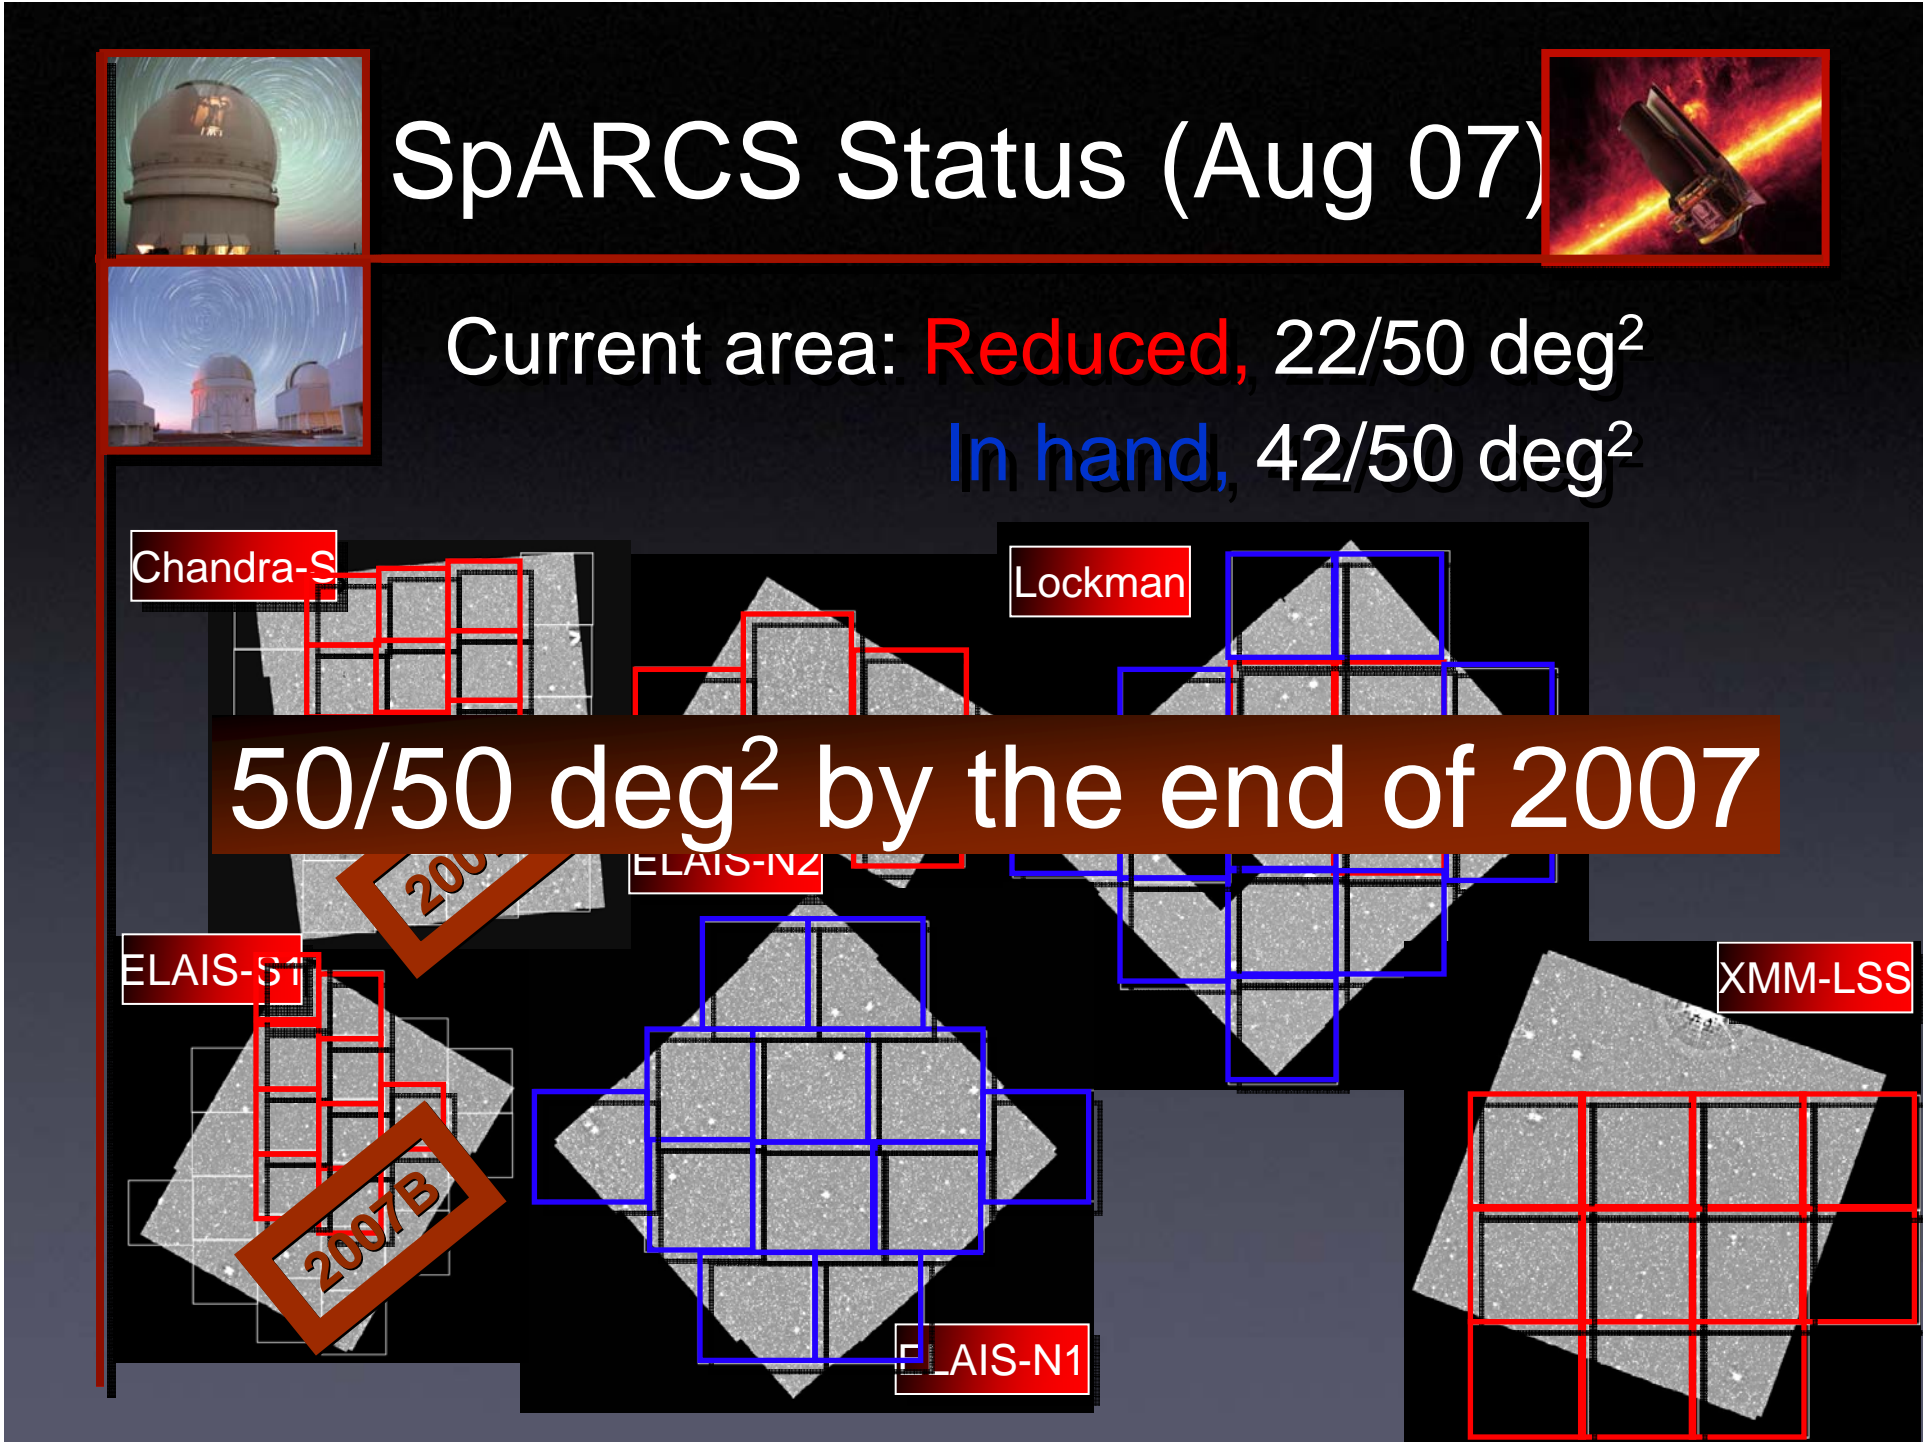 SpARCS Status (Aug 07)
Current area: Reduced, 22/50 deg²
In hand, 42/50 deg²
Chandra-S
Lockman
50/50 deg² by the end of 2007
ELAIS-N2
ELAIS-S1
XMM-LSS
2007B
ELAIS-N1